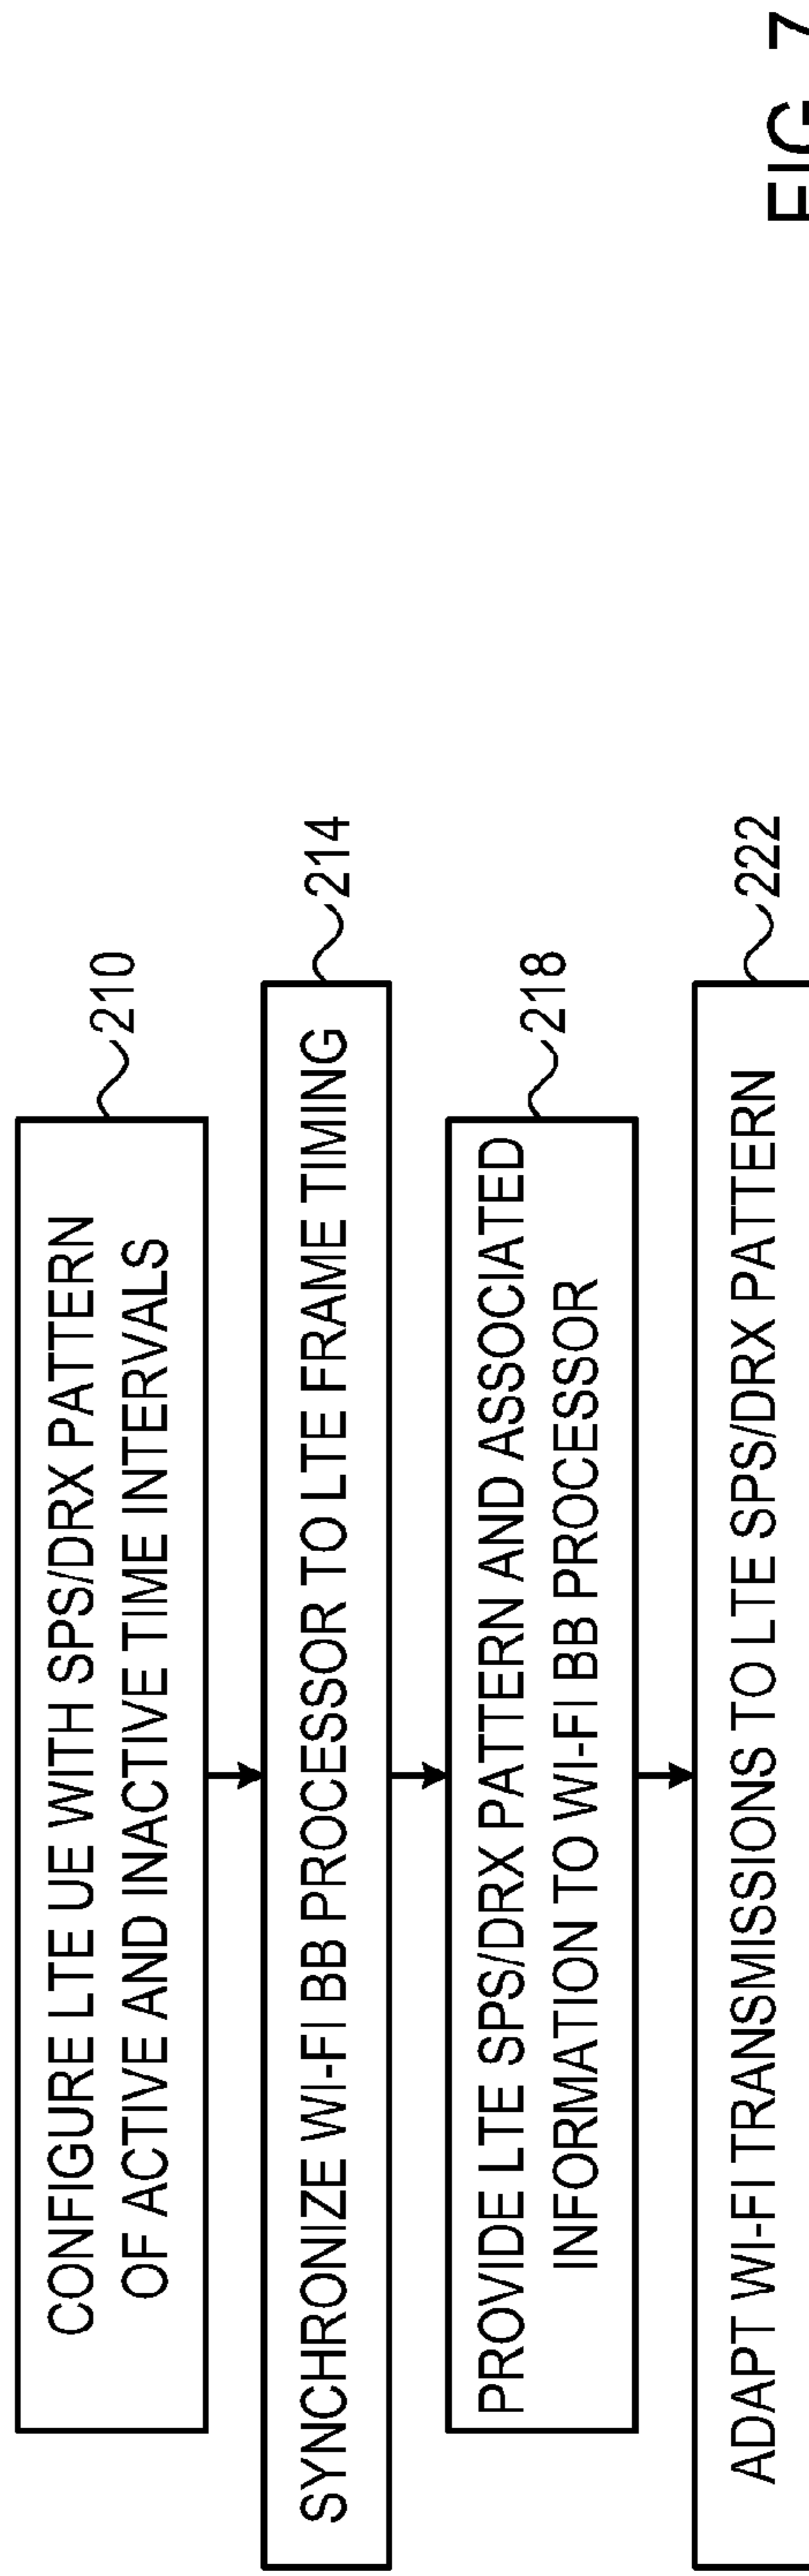 CONFIGURE LTE UE WITH SPS/DRX PATTERN
OF ACTIVE AND INACTIVE TIME INTERVALS
210
SYNCHRONIZE WI-FI BB PROCESSOR TO LTE FRAME TIMING
214
PROVIDE LTE SPS/DRX PATTERN AND ASSOCIATED
INFORMATION TO WI-FI BB PROCESSOR
218
ADAPT WI-FI TRANSMISSIONS TO LTE SPS/DRX PATTERN
222
FIG. 7